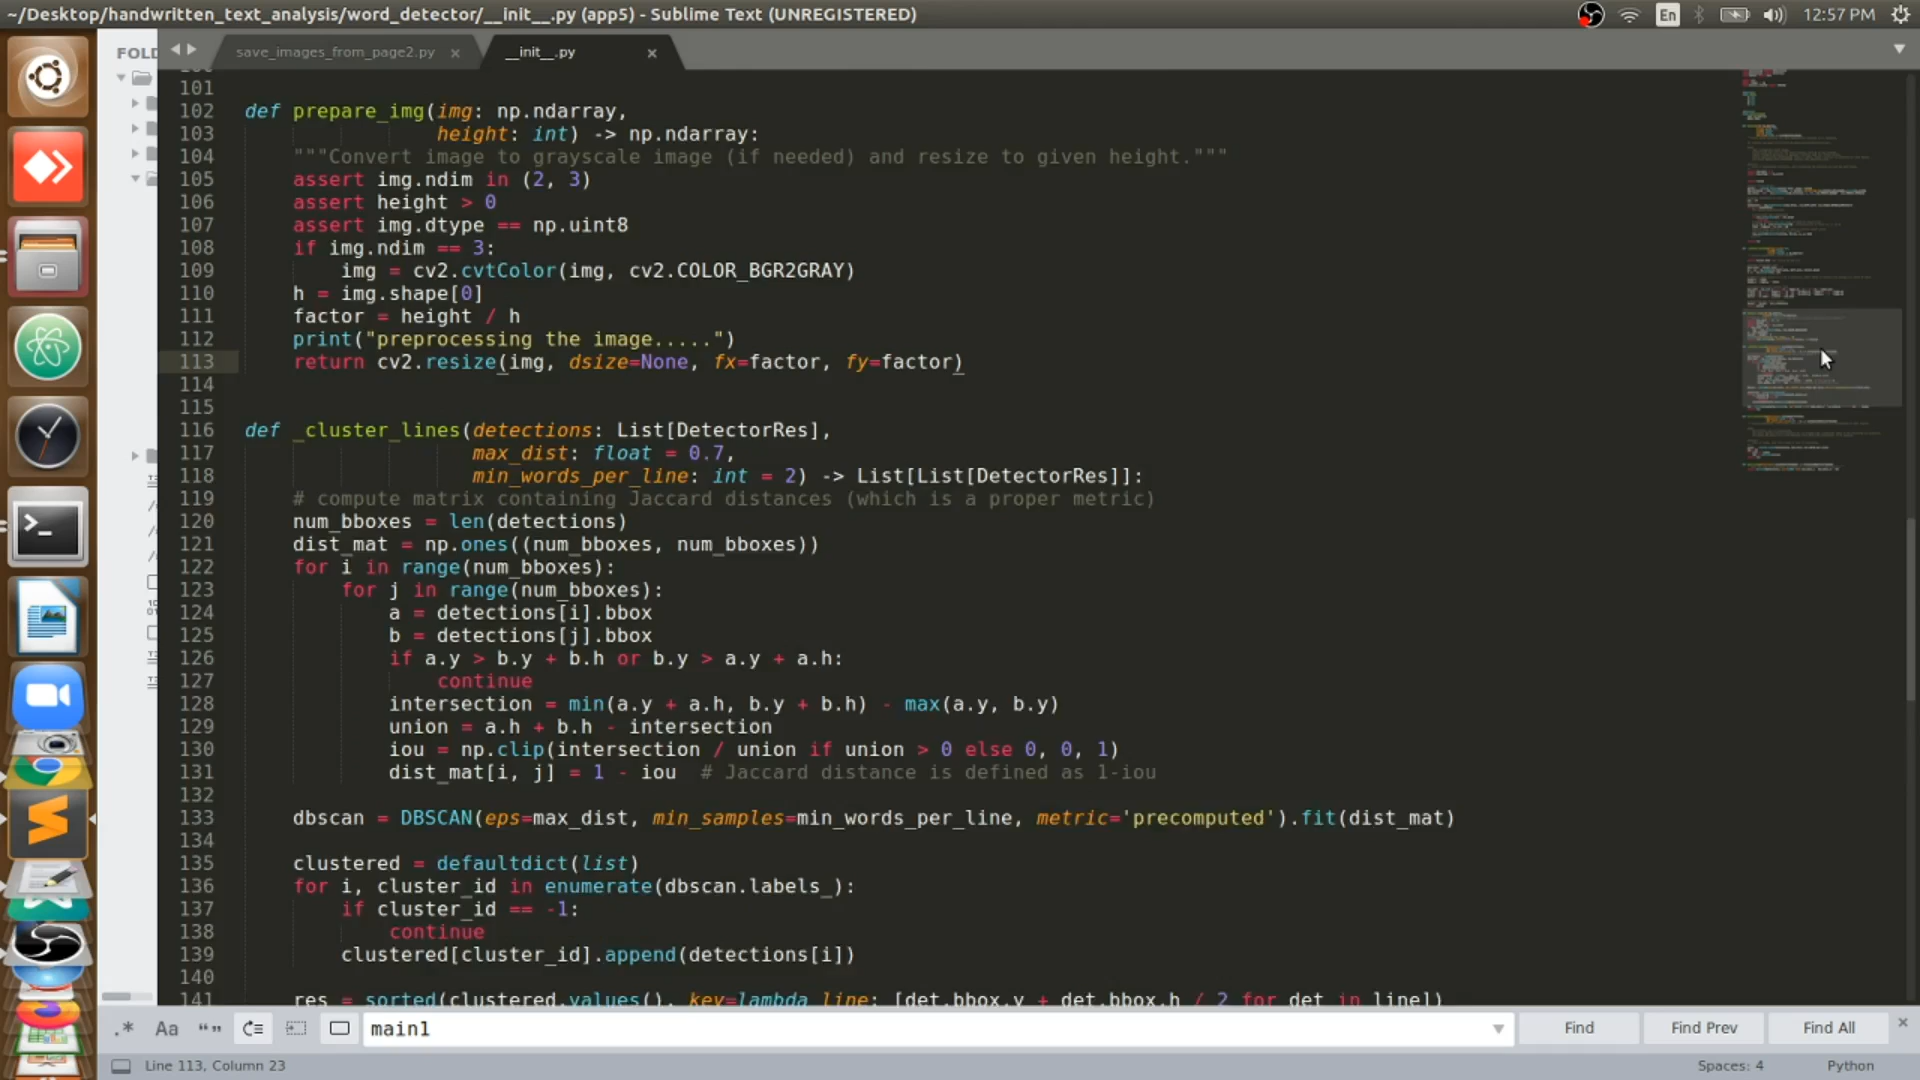 ~/Desktop/handwritten_text_analysis/word_detector/__init__.py (app5) - Sublime Text (UNREGISTERED)
En
12:57 PM
FOLD
save_images_from_page2.py ×
__init__.py ×
101
102 def prepare_img(img: np.ndarray,
103 height: int) -> np.ndarray:
104 """Convert image to grayscale image (if needed) and resize to given height."""
105 assert img.ndim in (2, 3)
106 assert height > 0
107 assert img.dtype == np.uint8
108 if img.ndim == 3:
109 img = cv2.cvtColor(img, cv2.COLOR_BGR2GRAY)
110 h = img.shape[0]
111 factor = height / h
112 print("preprocessing the image.....")
113 return cv2.resize(img, dsize=None, fx=factor, fy=factor)
114
115
116 def _cluster_lines(detections: List[DetectorRes],
117 max_dist: float = 0.7,
118 min_words_per_line: int = 2) -> List[List[DetectorRes]]:
119 # compute matrix containing Jaccard distances (which is a proper metric)
120 num_bboxes = len(detections)
121 dist_mat = np.ones((num_bboxes, num_bboxes))
122 for i in range(num_bboxes):
123 for j in range(num_bboxes):
124 a = detections[i].bbox
125 b = detections[j].bbox
126 if a.y > b.y + b.h or b.y > a.y + a.h:
127 continue
128 intersection = min(a.y + a.h, b.y + b.h) - max(a.y, b.y)
129 union = a.h + b.h - intersection
130 iou = np.clip(intersection / union if union > 0 else 0, 0, 1)
131 dist_mat[i, j] = 1 - iou # Jaccard distance is defined as 1-iou
132
133 dbscan = DBSCAN(eps=max_dist, min_samples=min_words_per_line, metric='precomputed').fit(dist_mat)
134
135 clustered = defaultdict(list)
136 for i, cluster_id in enumerate(dbscan.labels_):
137 if cluster_id == -1:
138 continue
139 clustered[cluster_id].append(detections[i])
140
141 res = sorted(clustered.values(), key=lambda line: [det.bbox.y + det.bbox.h / 2 for det in line])
.* Aa “” main1 Find Find Prev Find All ×
Line 113, Column 23 Spaces: 4 Python